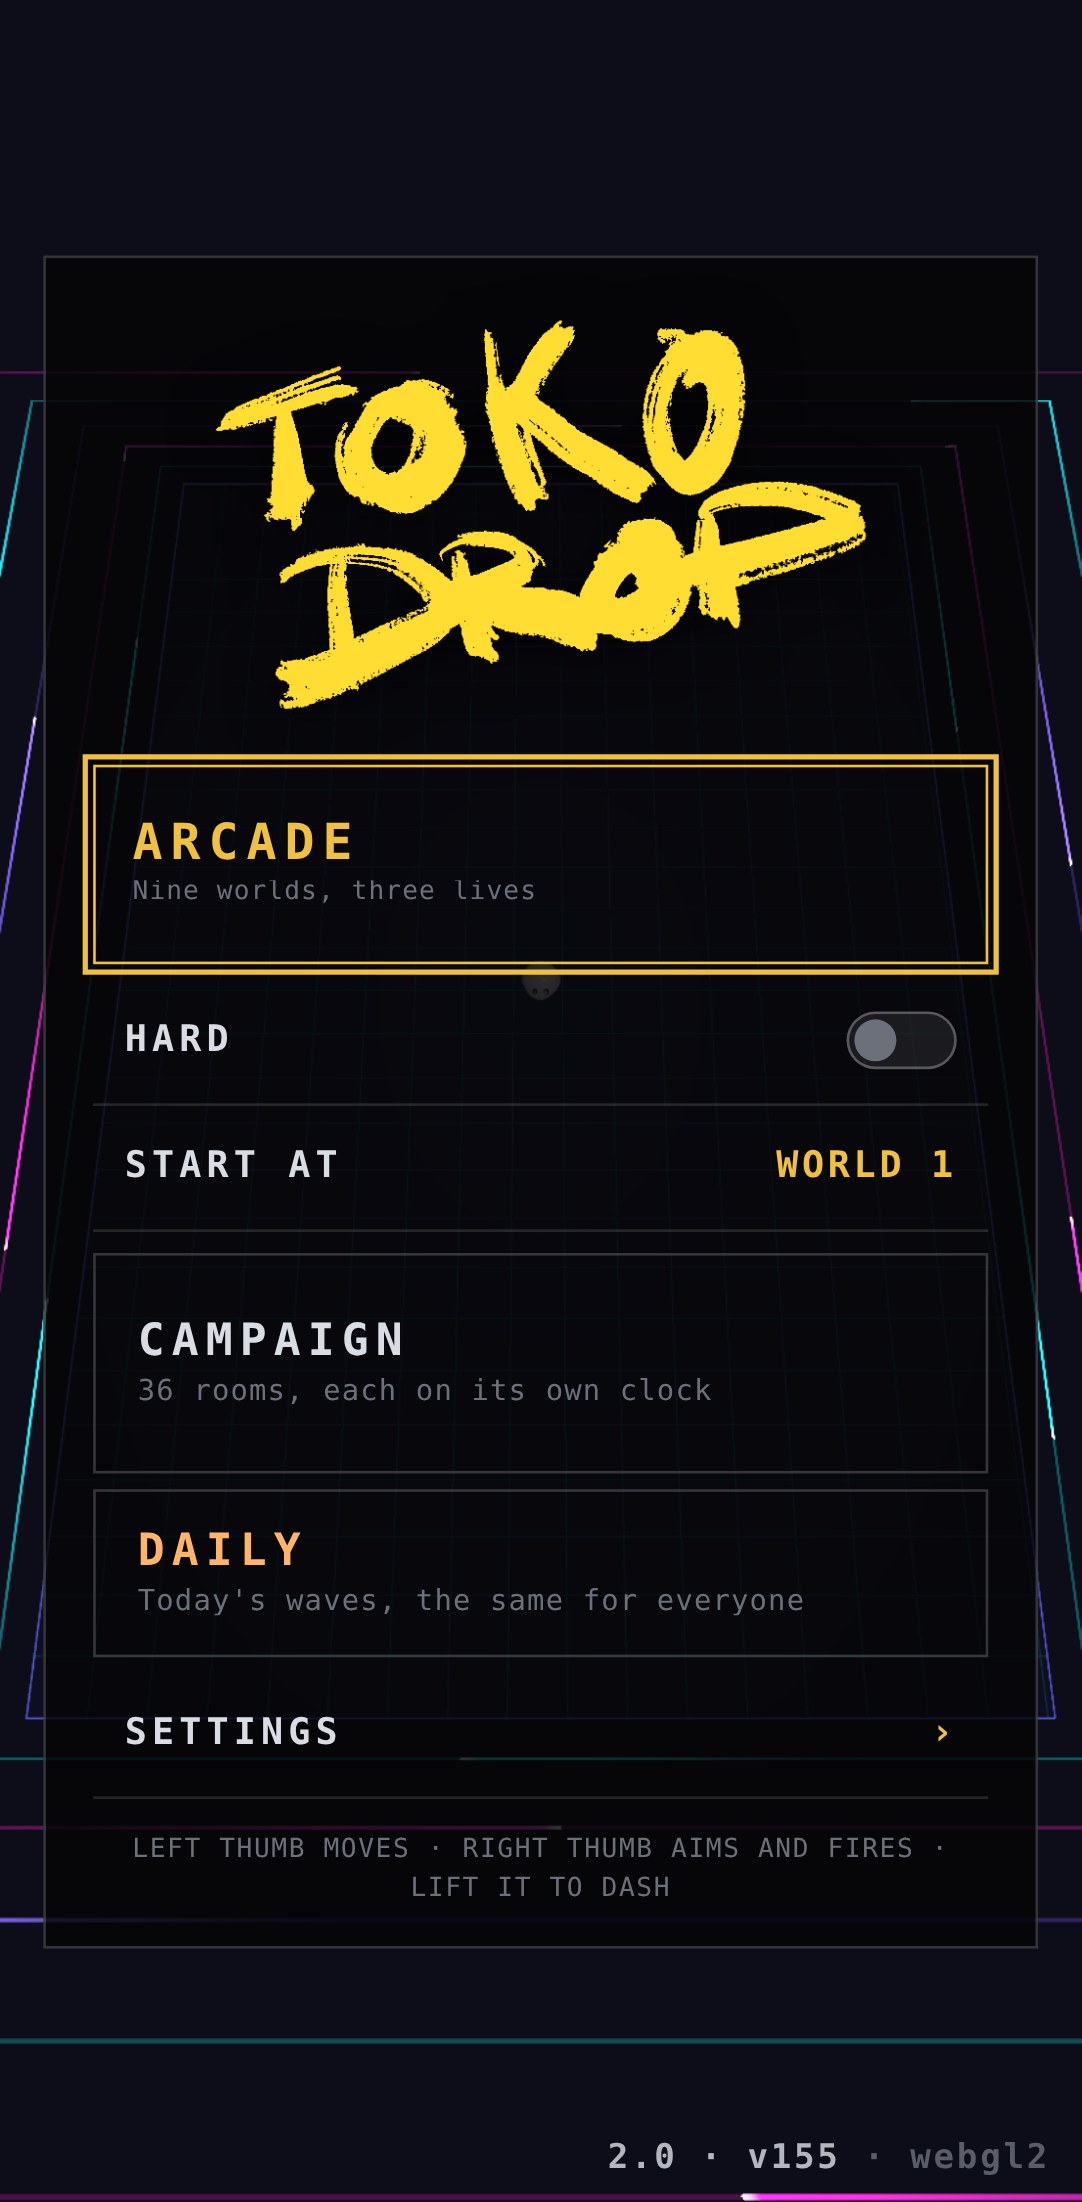 TOKO
DROP
ARCADE
Nine worlds, three lives
HARD
START AT
WORLD 1
CAMPAIGN
36 rooms, each on its own clock
DAILY
Today's waves, the same for everyone
SETTINGS ›
LEFT THUMB MOVES · RIGHT THUMB AIMS AND FIRES ·
LIFT IT TO DASH
2.0 · v155 · webgl2